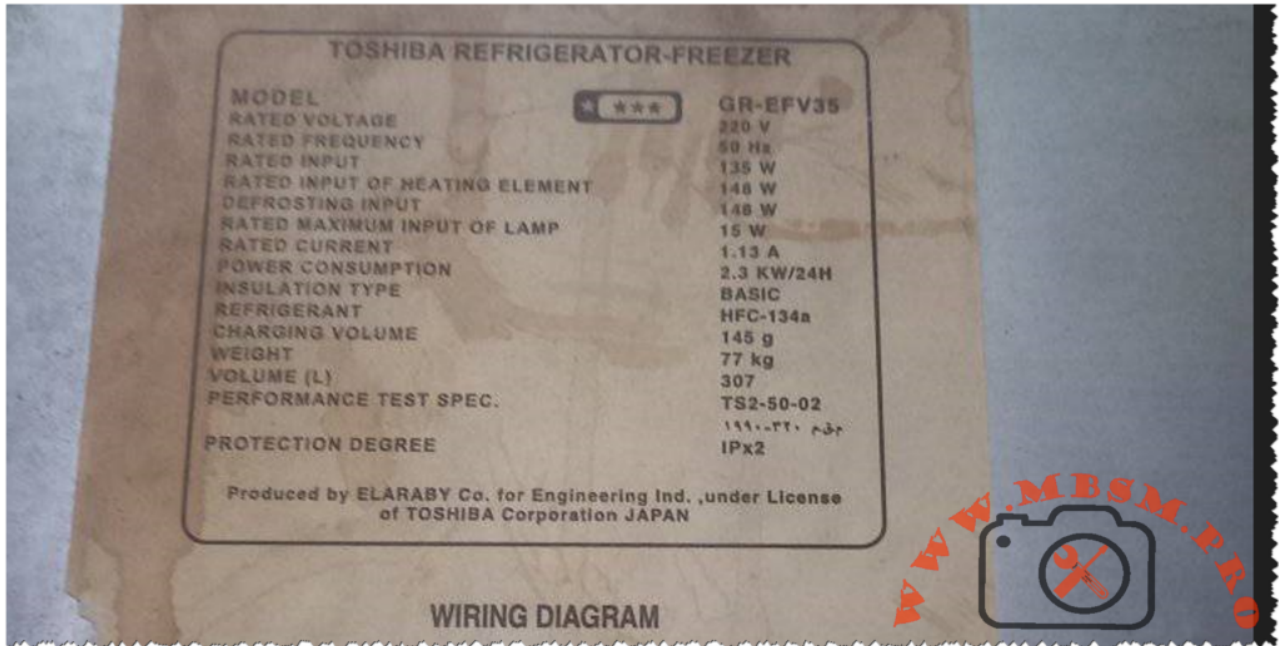 TOSHIBA REFRIGERATOR-FREEZER
MODEL GR-EFV35
RATED VOLTAGE 220 V
RATED FREQUENCY 50 Hz
RATED INPUT 135 W
RATED INPUT OF HEATING ELEMENT 146 W
DEFROSTING INPUT 146 W
RATED MAXIMUM INPUT OF LAMP 15 W
RATED CURRENT 1.13 A
POWER CONSUMPTION 2.3 KW/24H
INSULATION TYPE BASIC
REFRIGERANT HFC-134a
CHARGING VOLUME 145 g
WEIGHT 77 kg
VOLUME (L) 307
PERFORMANCE TEST SPEC. TS2-50-02
م.ق.م ٣٢٠-١٩٩٠
PROTECTION DEGREE IPx2
Produced by ELARABY Co. for Engineering Ind. ,under License
of TOSHIBA Corporation JAPAN
WIRING DIAGRAM
WWW.MBSM.PRO